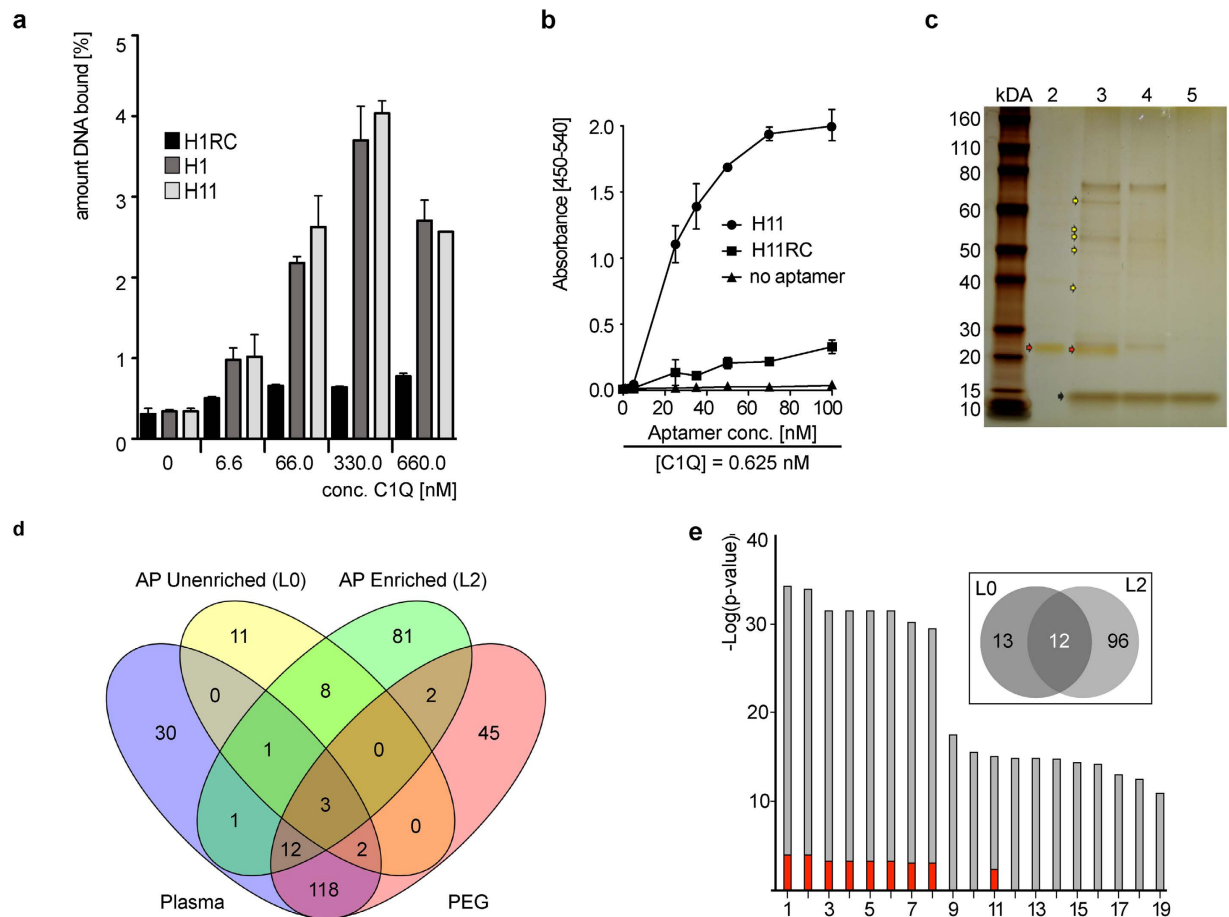 a
amount DNA bound [%]
5
4
3
2
1
0
H1RC
H1
H11
0 6.6 66.0 330.0 660.0
conc. C1Q [nM]
b
Absorbance [450-540]
2.0
1.5
1.0
0.5
0.0
H11
H11RC
no aptamer
0 20 40 60 80 100
Aptamer conc. [nM]
[C1Q] = 0.625 nM
c
kDA 2 3 4 5
160
110
80
60
50
40
30
20
15
10
d
AP Unenriched (L0) AP Enriched (L2)
11 81
0 8 2
30 1 0 45
3
1 0
12 2
118
Plasma PEG
e
-Log(p-value)
40
30
20
10
L0 L2
13 12 96
1 3 5 7 9 11 13 15 17 19